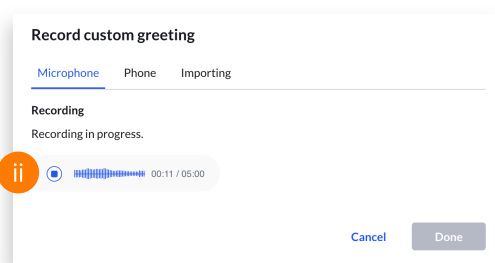 Record custom greeting
Microphone Phone Importing
Recording
Recording in progress.
ii 00:11 / 05:00
Cancel Done